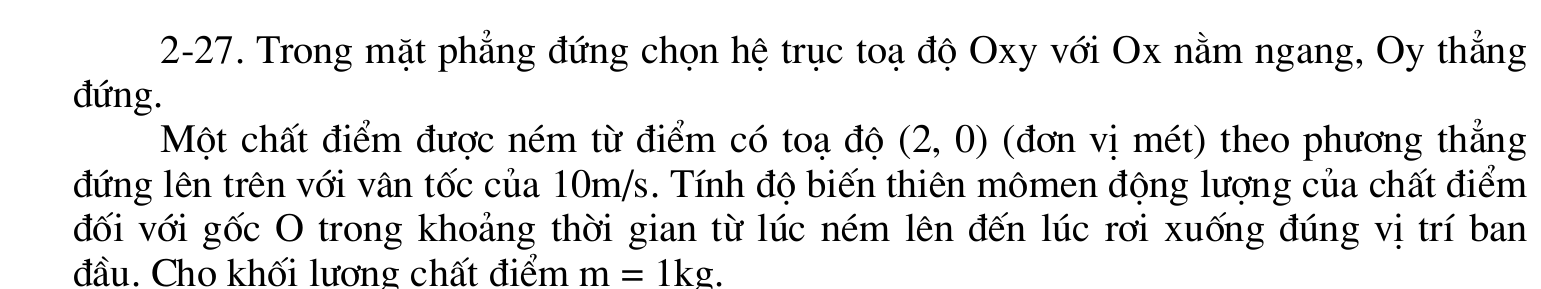 2-27. Trong mặt phẳng đứng chọn hệ trục toạ độ Oxy với Ox nằm ngang, Oy thẳng
đứng.
Một chất điểm được ném từ điểm có toạ độ (2, 0) (đơn vị mét) theo phương thẳng
đứng lên trên với vân tốc của 10m/s. Tính độ biến thiên mômen động lượng của chất điểm
đối với gốc O trong khoảng thời gian từ lúc ném lên đến lúc rơi xuống đúng vị trí ban
đầu. Cho khối lượng chất điểm m = 1kg.